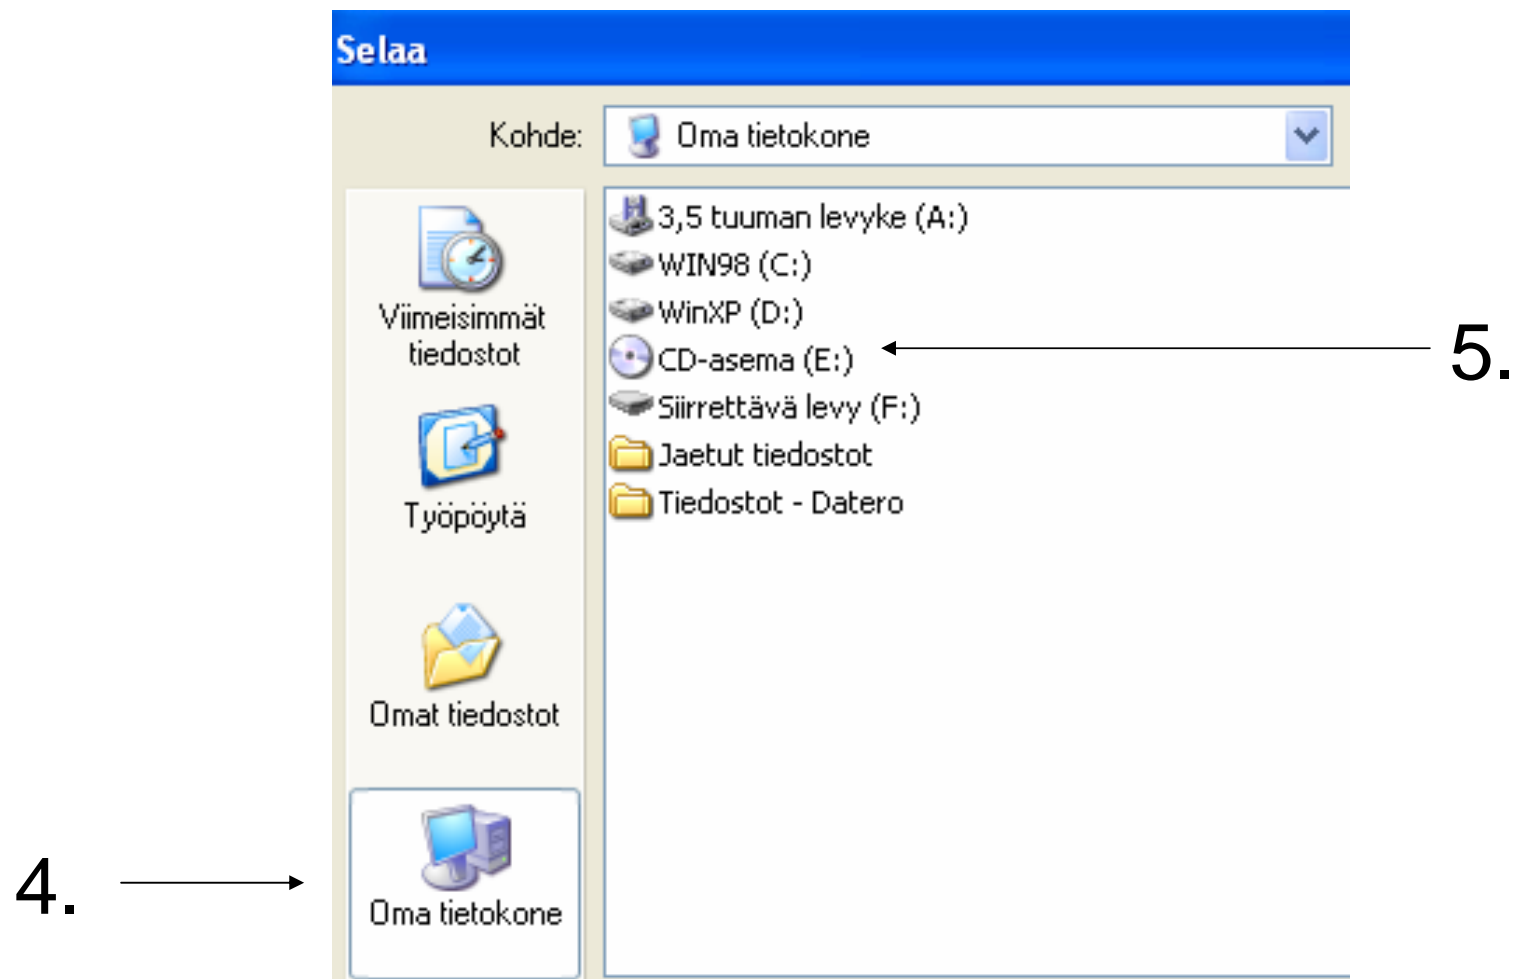 Selaa
Kohde:
Oma tietokone
3,5 tuuman levyke (A:)
WIN98 (C:)
WinXP (D:)
CD-asema (E:)
Siirrettävä levy (F:)
Jaetut tiedostot
Tiedostot - Datero
Viimeisimmät
tiedostot
Työpöytä
Omat tiedostot
Oma tietokone
4.
5.